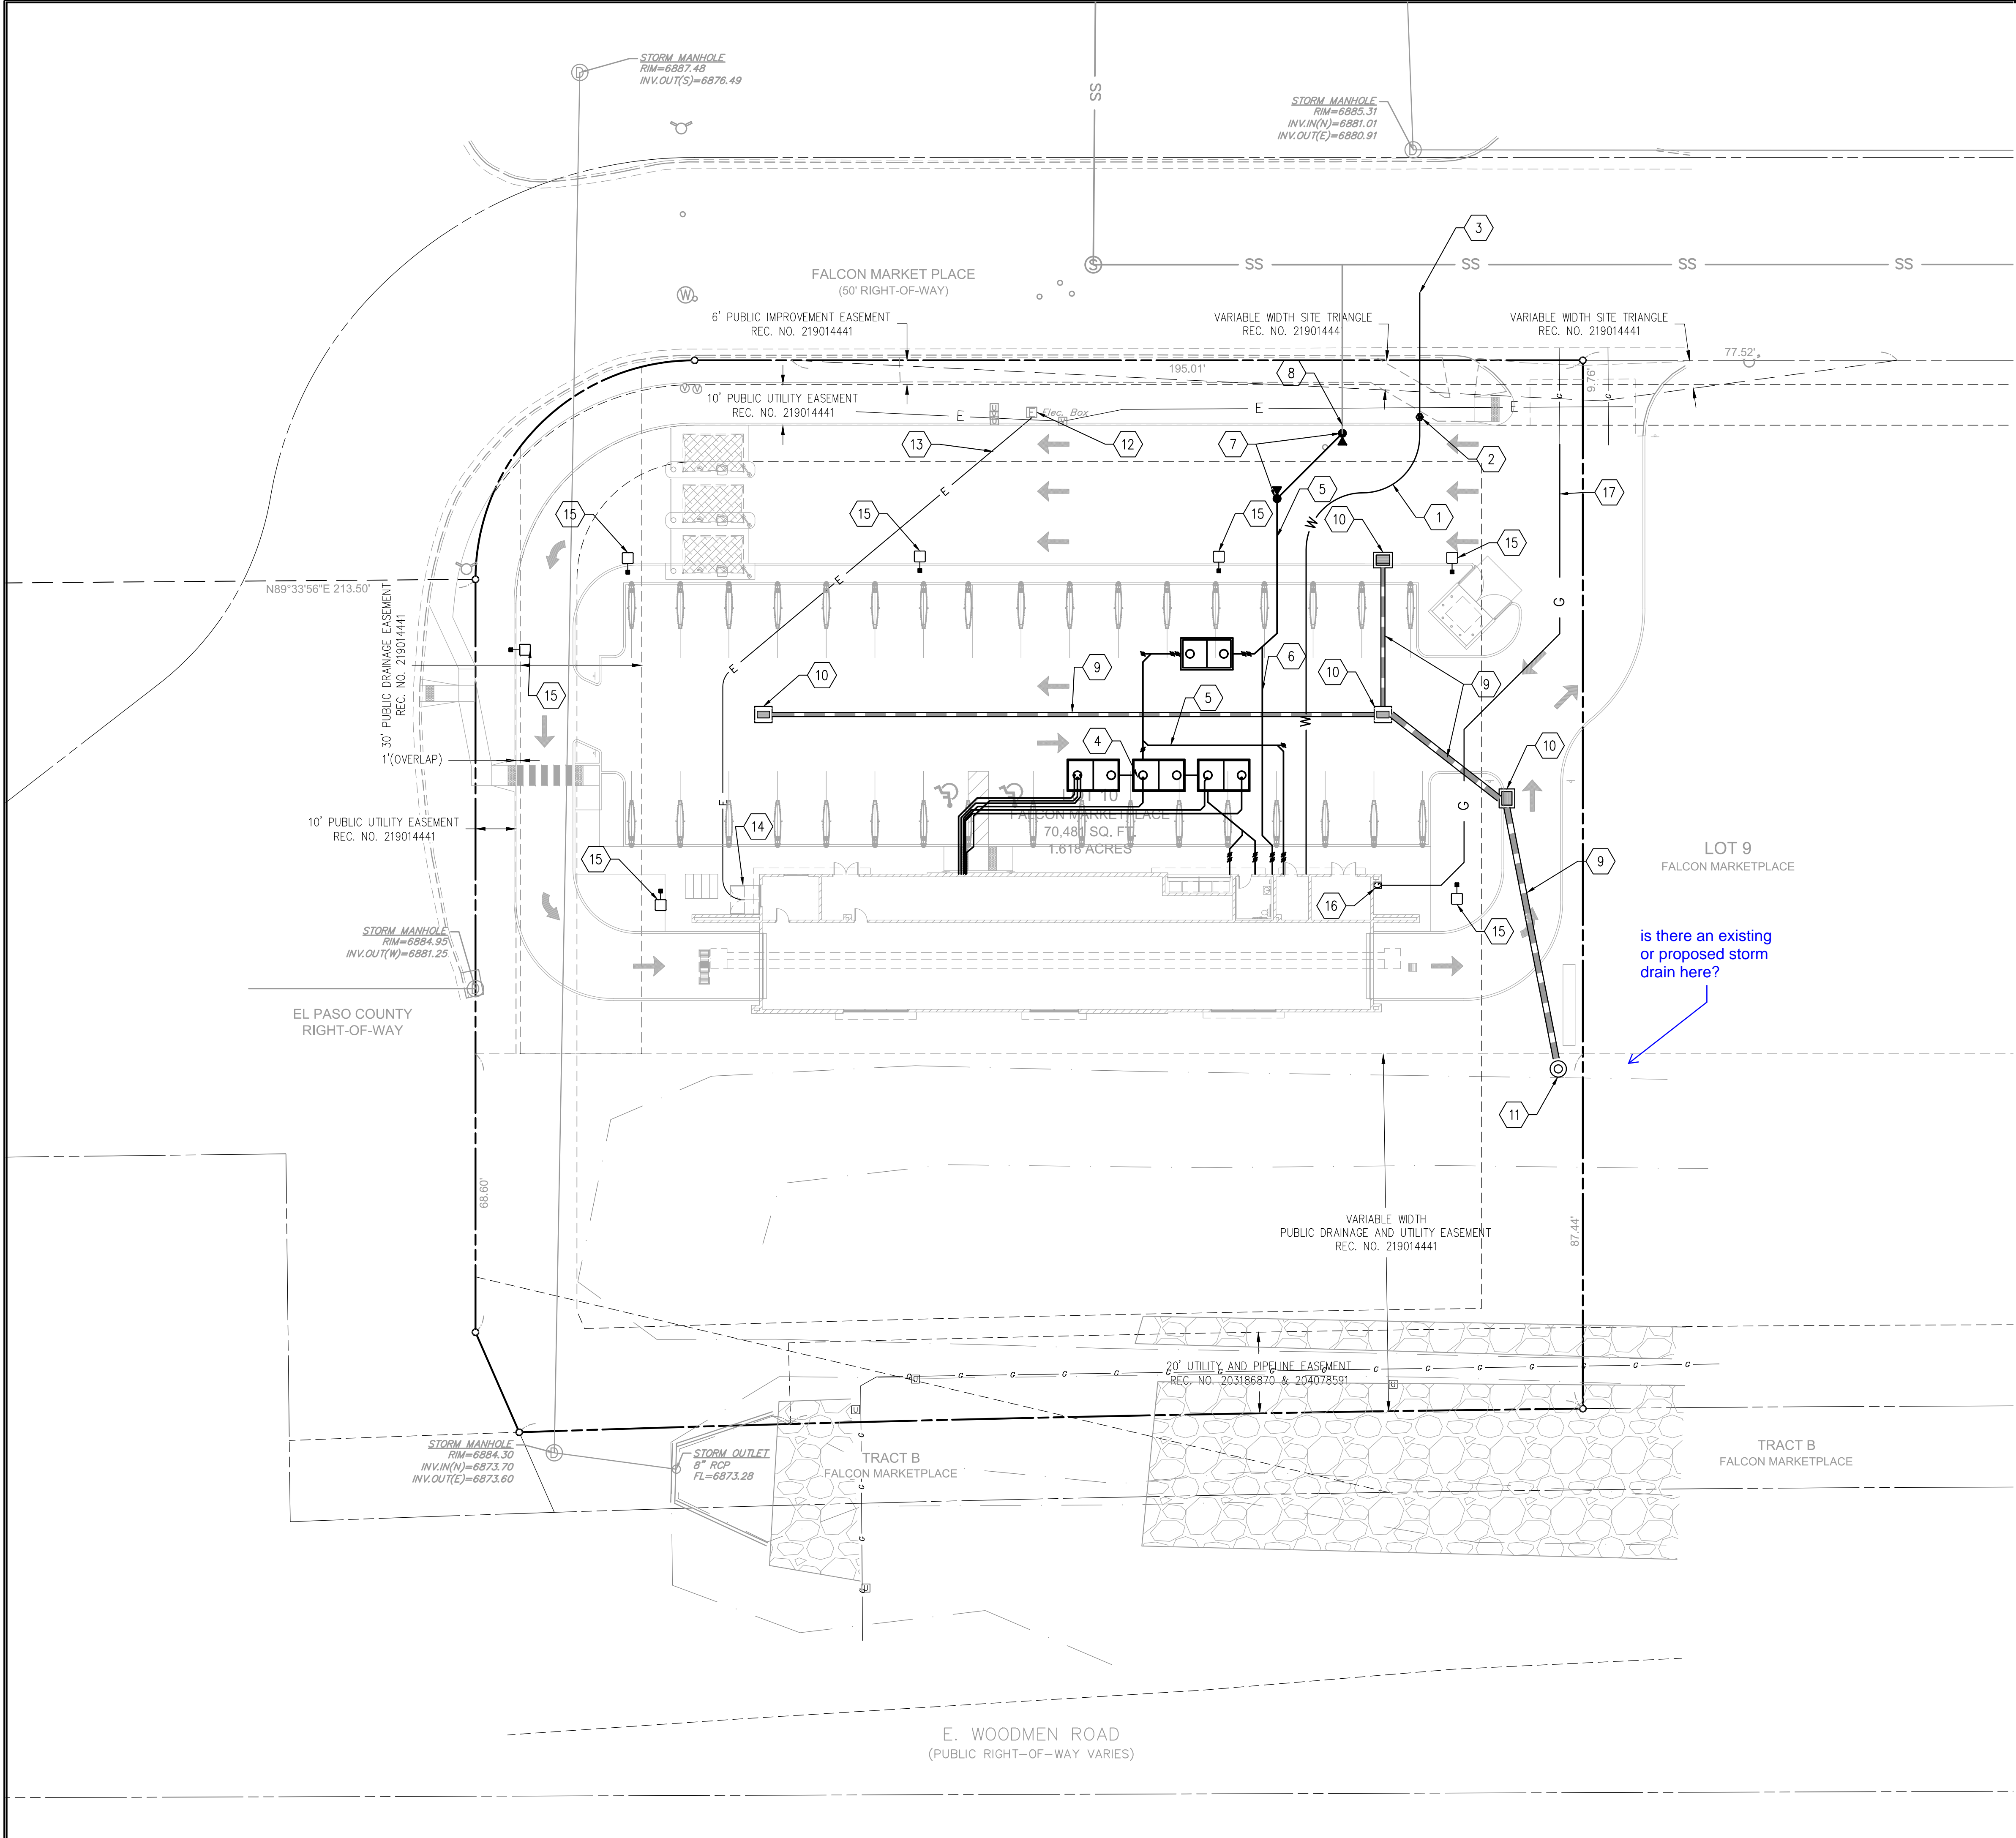 STORM MANHOLE
RIM=6887.48
INV.OUT(S)=6876.49
SS
STORM MANHOLE
RIM=6885.31
INV.IN(N)=6881.01
INV.OUT(E)=6880.91
D
D
3
S
SS
SS
SS
SS
FALCON MARKET PLACE
(50' RIGHT-OF-WAY)
W
6' PUBLIC IMPROVEMENT EASEMENT
REC. NO. 219014441
VARIABLE WIDTH SITE TRIANGLE
REC. NO. 21901444
VARIABLE WIDTH SITE TRIANGLE
REC. NO. 219014441
77.52'
195.01'
8
9.76'
G
G
V V
10' PUBLIC UTILITY EASEMENT
REC. NO. 219014441
E
U
E
Elec. Box
E
E
13
12
7
2
E
5
17
15
15
15
10
1
W
15
E
N89°33'56"E 213.50'
30' PUBLIC DRAINAGE EASEMENT
REC. NO. 219014441
G
15
E
10
9
6
10
9
5
W
1'(OVERLAP)
4
10
E
G
10' PUBLIC UTILITY EASEMENT
REC. NO. 219014441
14
LOT 10
FALCON MARKETPLACE
70,481 SQ. FT.
1.618 ACRES
15
16
15
9
LOT 9
FALCON MARKETPLACE
STORM MANHOLE
RIM=6884.95
INV.OUT(W)=6881.25
is there an existing
or proposed storm
drain here?
EL PASO COUNTY
RIGHT-OF-WAY
11
68.60'
VARIABLE WIDTH
PUBLIC DRAINAGE AND UTILITY EASEMENT
REC. NO. 219014441
87.44'
20' UTILITY AND PIPELINE EASEMENT
REC. NO. 203186870 & 204078591
G G G G G G G G G G G G
U
U
U
G
STORM MANHOLE
RIM=6884.30
INV.IN(N)=6873.70
INV.OUT(E)=6873.60
D
STORM OUTLET
8" RCP
FL=6873.28
TRACT B
FALCON MARKETPLACE
TRACT B
FALCON MARKETPLACE
G
G
G
U
E. WOODMEN ROAD
(PUBLIC RIGHT-OF-WAY VARIES)